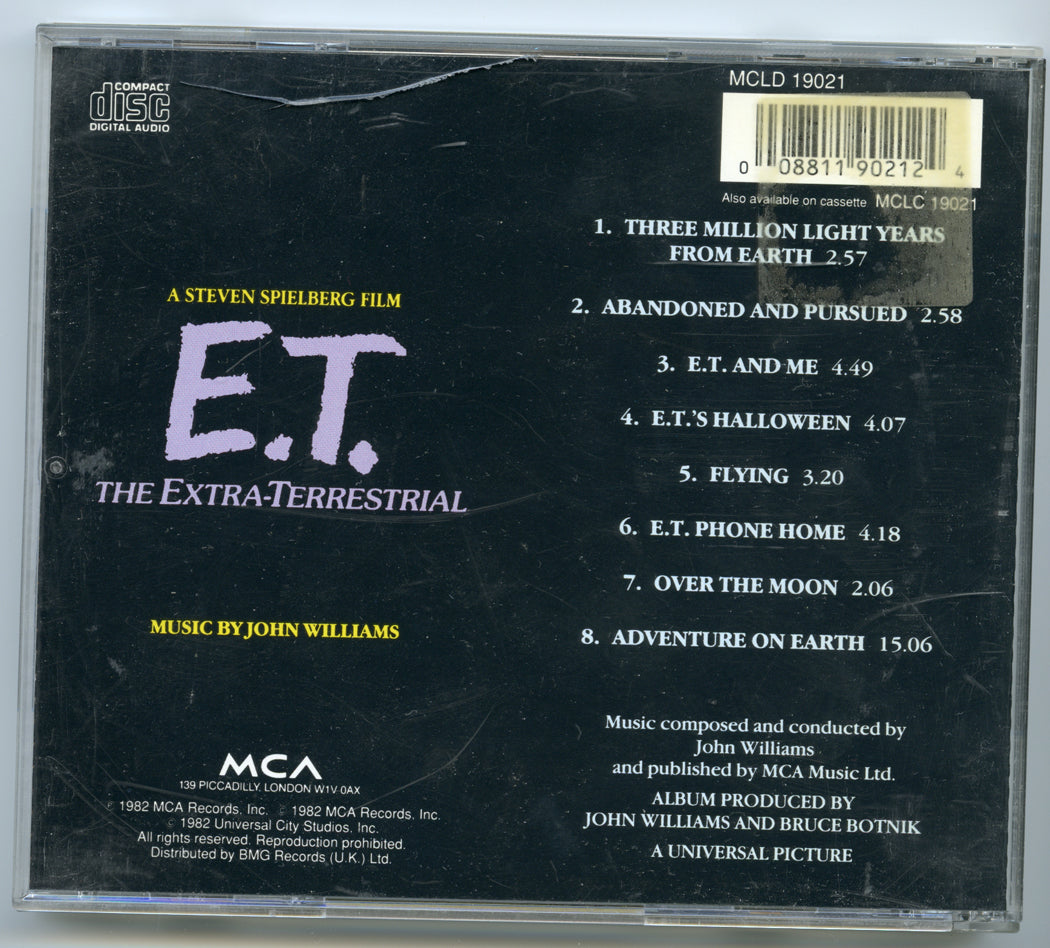 COMPACT
disc
DIGITAL AUDIO
MCLD 19021
0 08811 90212 4
Also available on cassette MCLC 19021
1. THREE MILLION LIGHT YEARS
FROM EARTH 2.57
2. ABANDONED AND PURSUED 2.58
3. E.T. AND ME 4.49
4. E.T.'S HALLOWEEN 4.07
5. FLYING 3.20
6. E.T. PHONE HOME 4.18
7. OVER THE MOON 2.06
8. ADVENTURE ON EARTH 15.06
A STEVEN SPIELBERG FILM
E.T.
THE EXTRA-TERRESTRIAL
MUSIC BY JOHN WILLIAMS
MCA
139 PICCADILLY. LONDON W1V 0AX
℗ 1982 MCA Records, Inc. © 1982 MCA Records, Inc.
© 1982 Universal City Studios, Inc.
All rights reserved. Reproduction prohibited.
Distributed by BMG Records (U.K.) Ltd.
Music composed and conducted by
John Williams
and published by MCA Music Ltd.
ALBUM PRODUCED BY
JOHN WILLIAMS AND BRUCE BOTNIK
A UNIVERSAL PICTURE